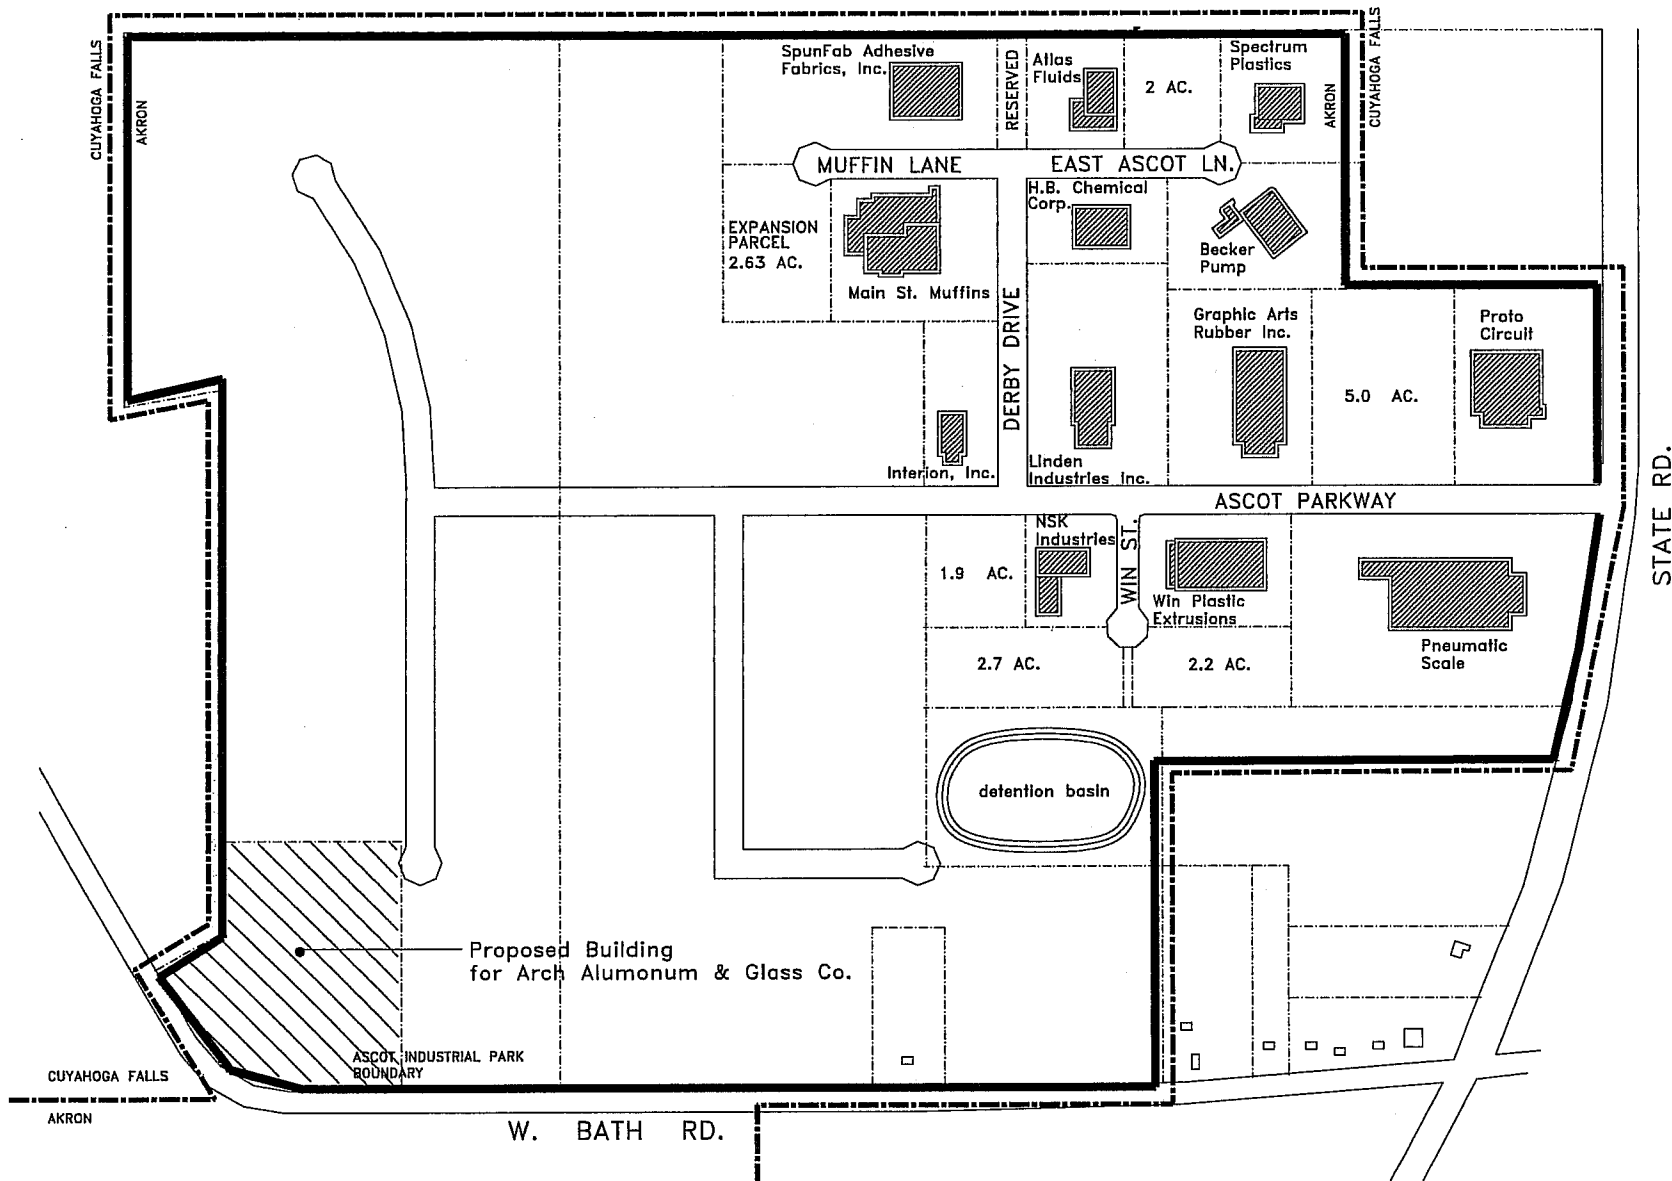 CUYAHOGA FALLS
AKRON
SpunFab Adhesive
Fabrics, Inc.
RESERVED
Atlas
Fluids
2 AC.
Spectrum
Plastics
AKRON
CUYAHOGA FALLS
MUFFIN LANE
EAST ASCOT LN.
H.B. Chemical
Corp.
EXPANSION
PARCEL
2.63 AC.
Main St. Muffins
Becker
Pump
DERBY DRIVE
Graphic Arts
Rubber Inc.
Proto
Circuit
5.0 AC.
Interion, Inc.
Linden
Industries Inc.
ASCOT PARKWAY
STATE RD.
NSK
Industries
WIN ST.
1.9 AC.
Win Plastic
Extrusions
Pneumatic
Scale
2.7 AC.
2.2 AC.
detention basin
Proposed Building
for Arch Alumonum & Glass Co.
ASCOT INDUSTRIAL PARK
BOUNDARY
CUYAHOGA FALLS
AKRON
W. BATH RD.